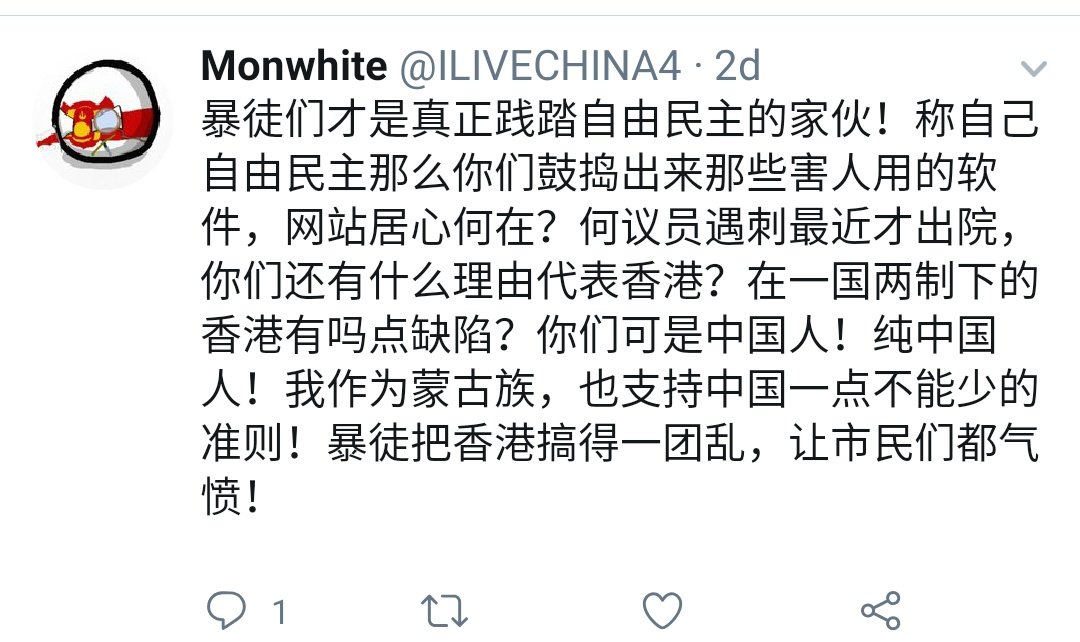 Monwhite @ILIVECHINA4 · 2d
暴徒们才是真正践踏自由民主的家伙！称自己
自由民主那么你们鼓捣出来那些害人用的软
件，网站居心何在？何议员遇刺最近才出院，
你们还有什么理由代表香港？在一国两制下的
香港有吗点缺陷？你们可是中国人！纯中国
人！我作为蒙古族，也支持中国一点不能少的
准则！暴徒把香港搞得一团乱，让市民们都气
愤！
1